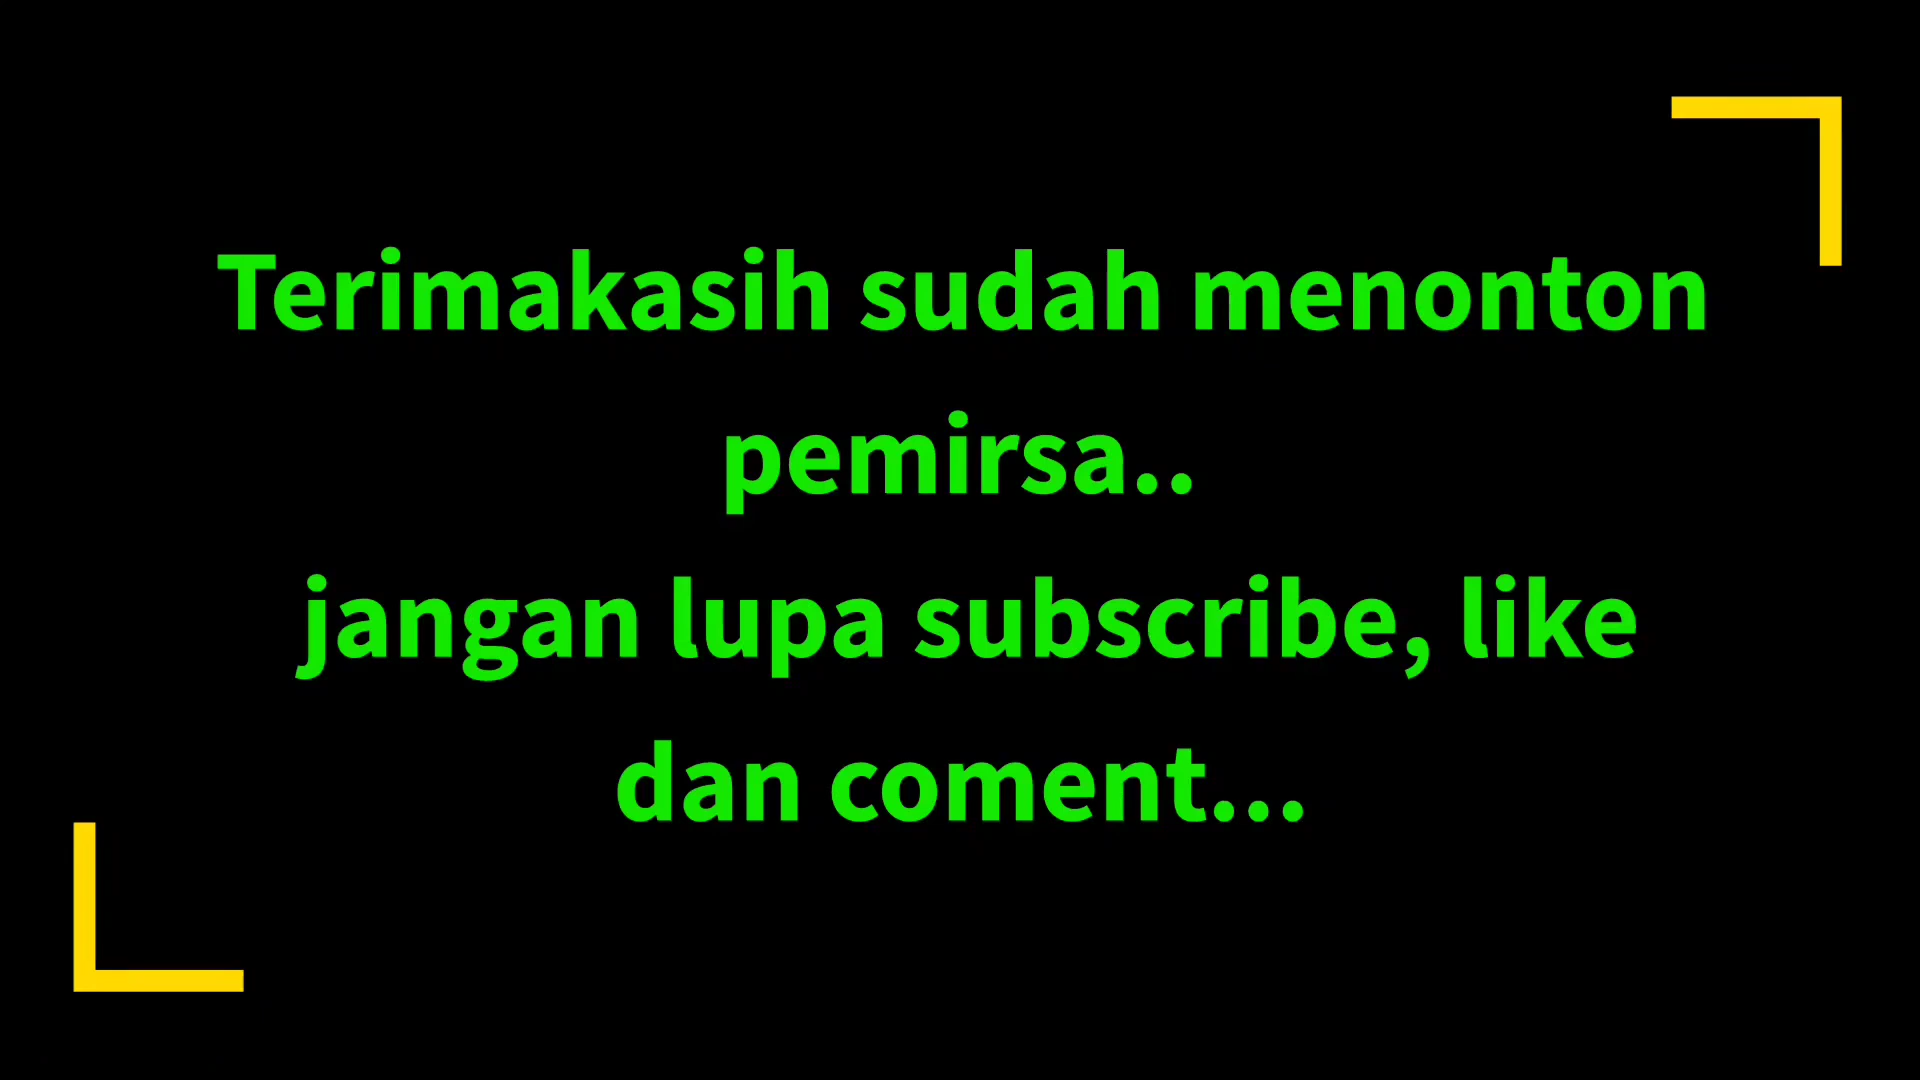 Terimakasih sudah menonton
pemirsa..
jangan lupa subscribe, like
dan coment...